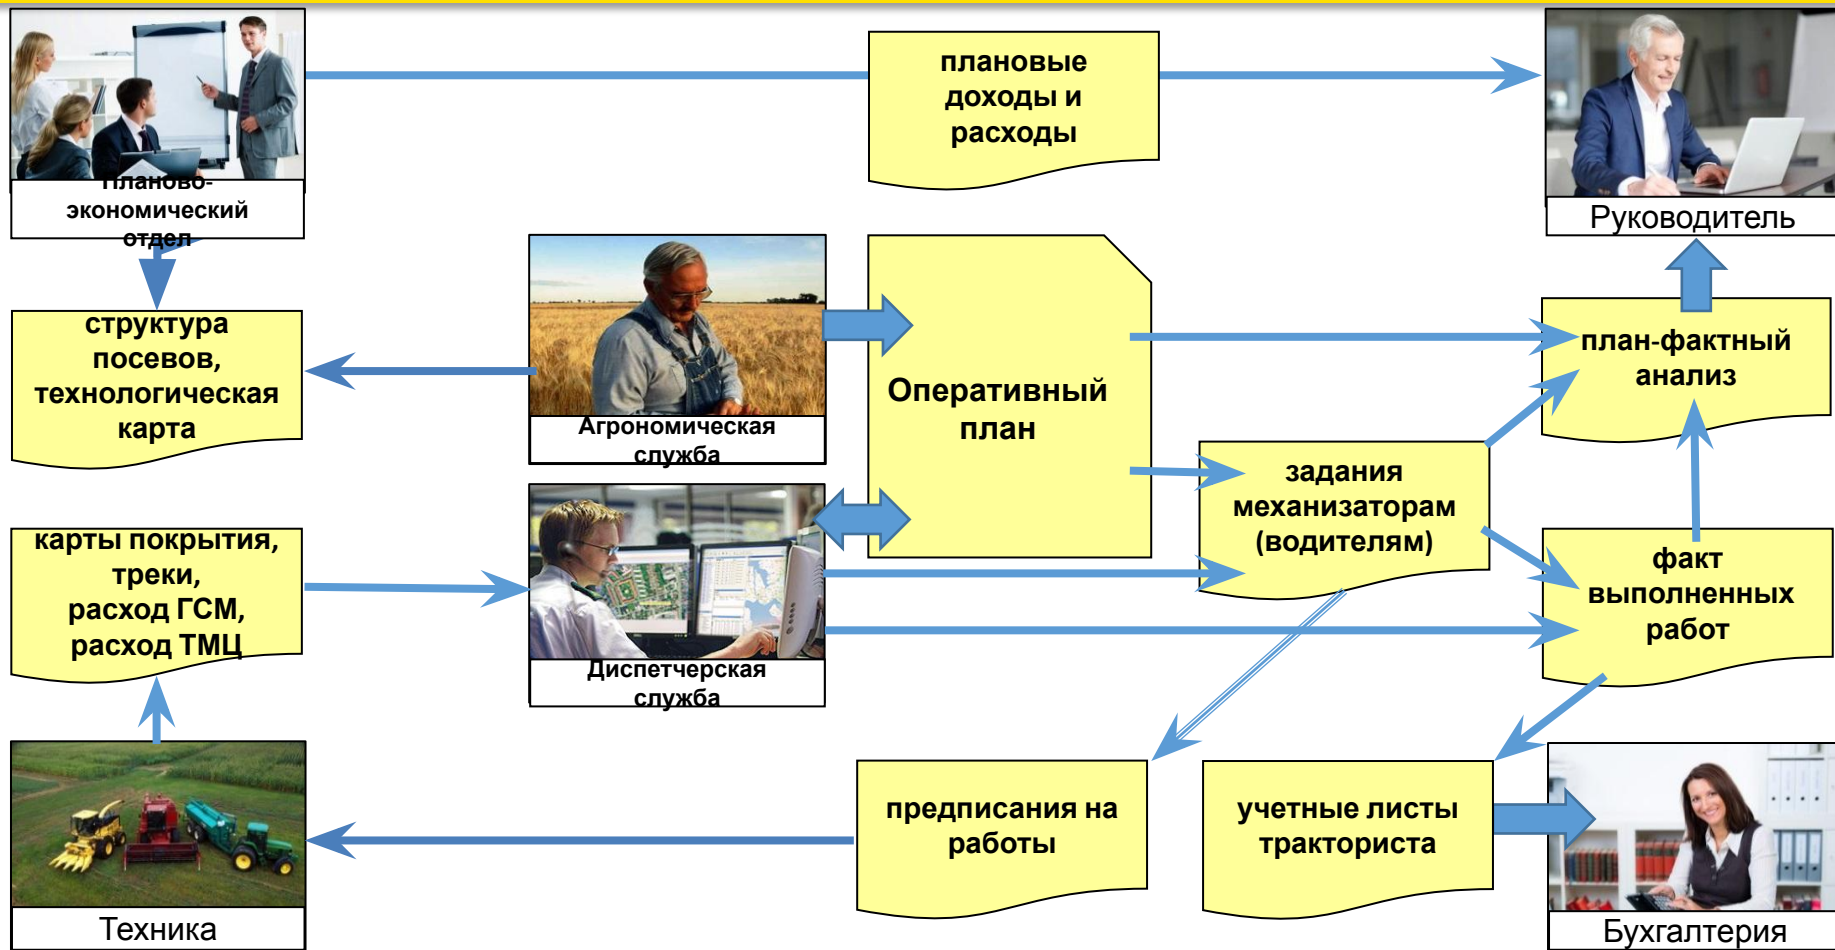 Планово-
экономический
отдел
плановые
доходы и
расходы
Руководитель
структура
посевов,
технологическая
карта
Агрономическая
служба
Оперативный
план
план-фактный
анализ
задания
механизаторам
(водителям)
карты покрытия,
треки,
расход ГСМ,
расход ТМЦ
Диспетчерская
служба
факт
выполненных
работ
Техника
предписания на
работы
учетные листы
тракториста
Бухгалтерия